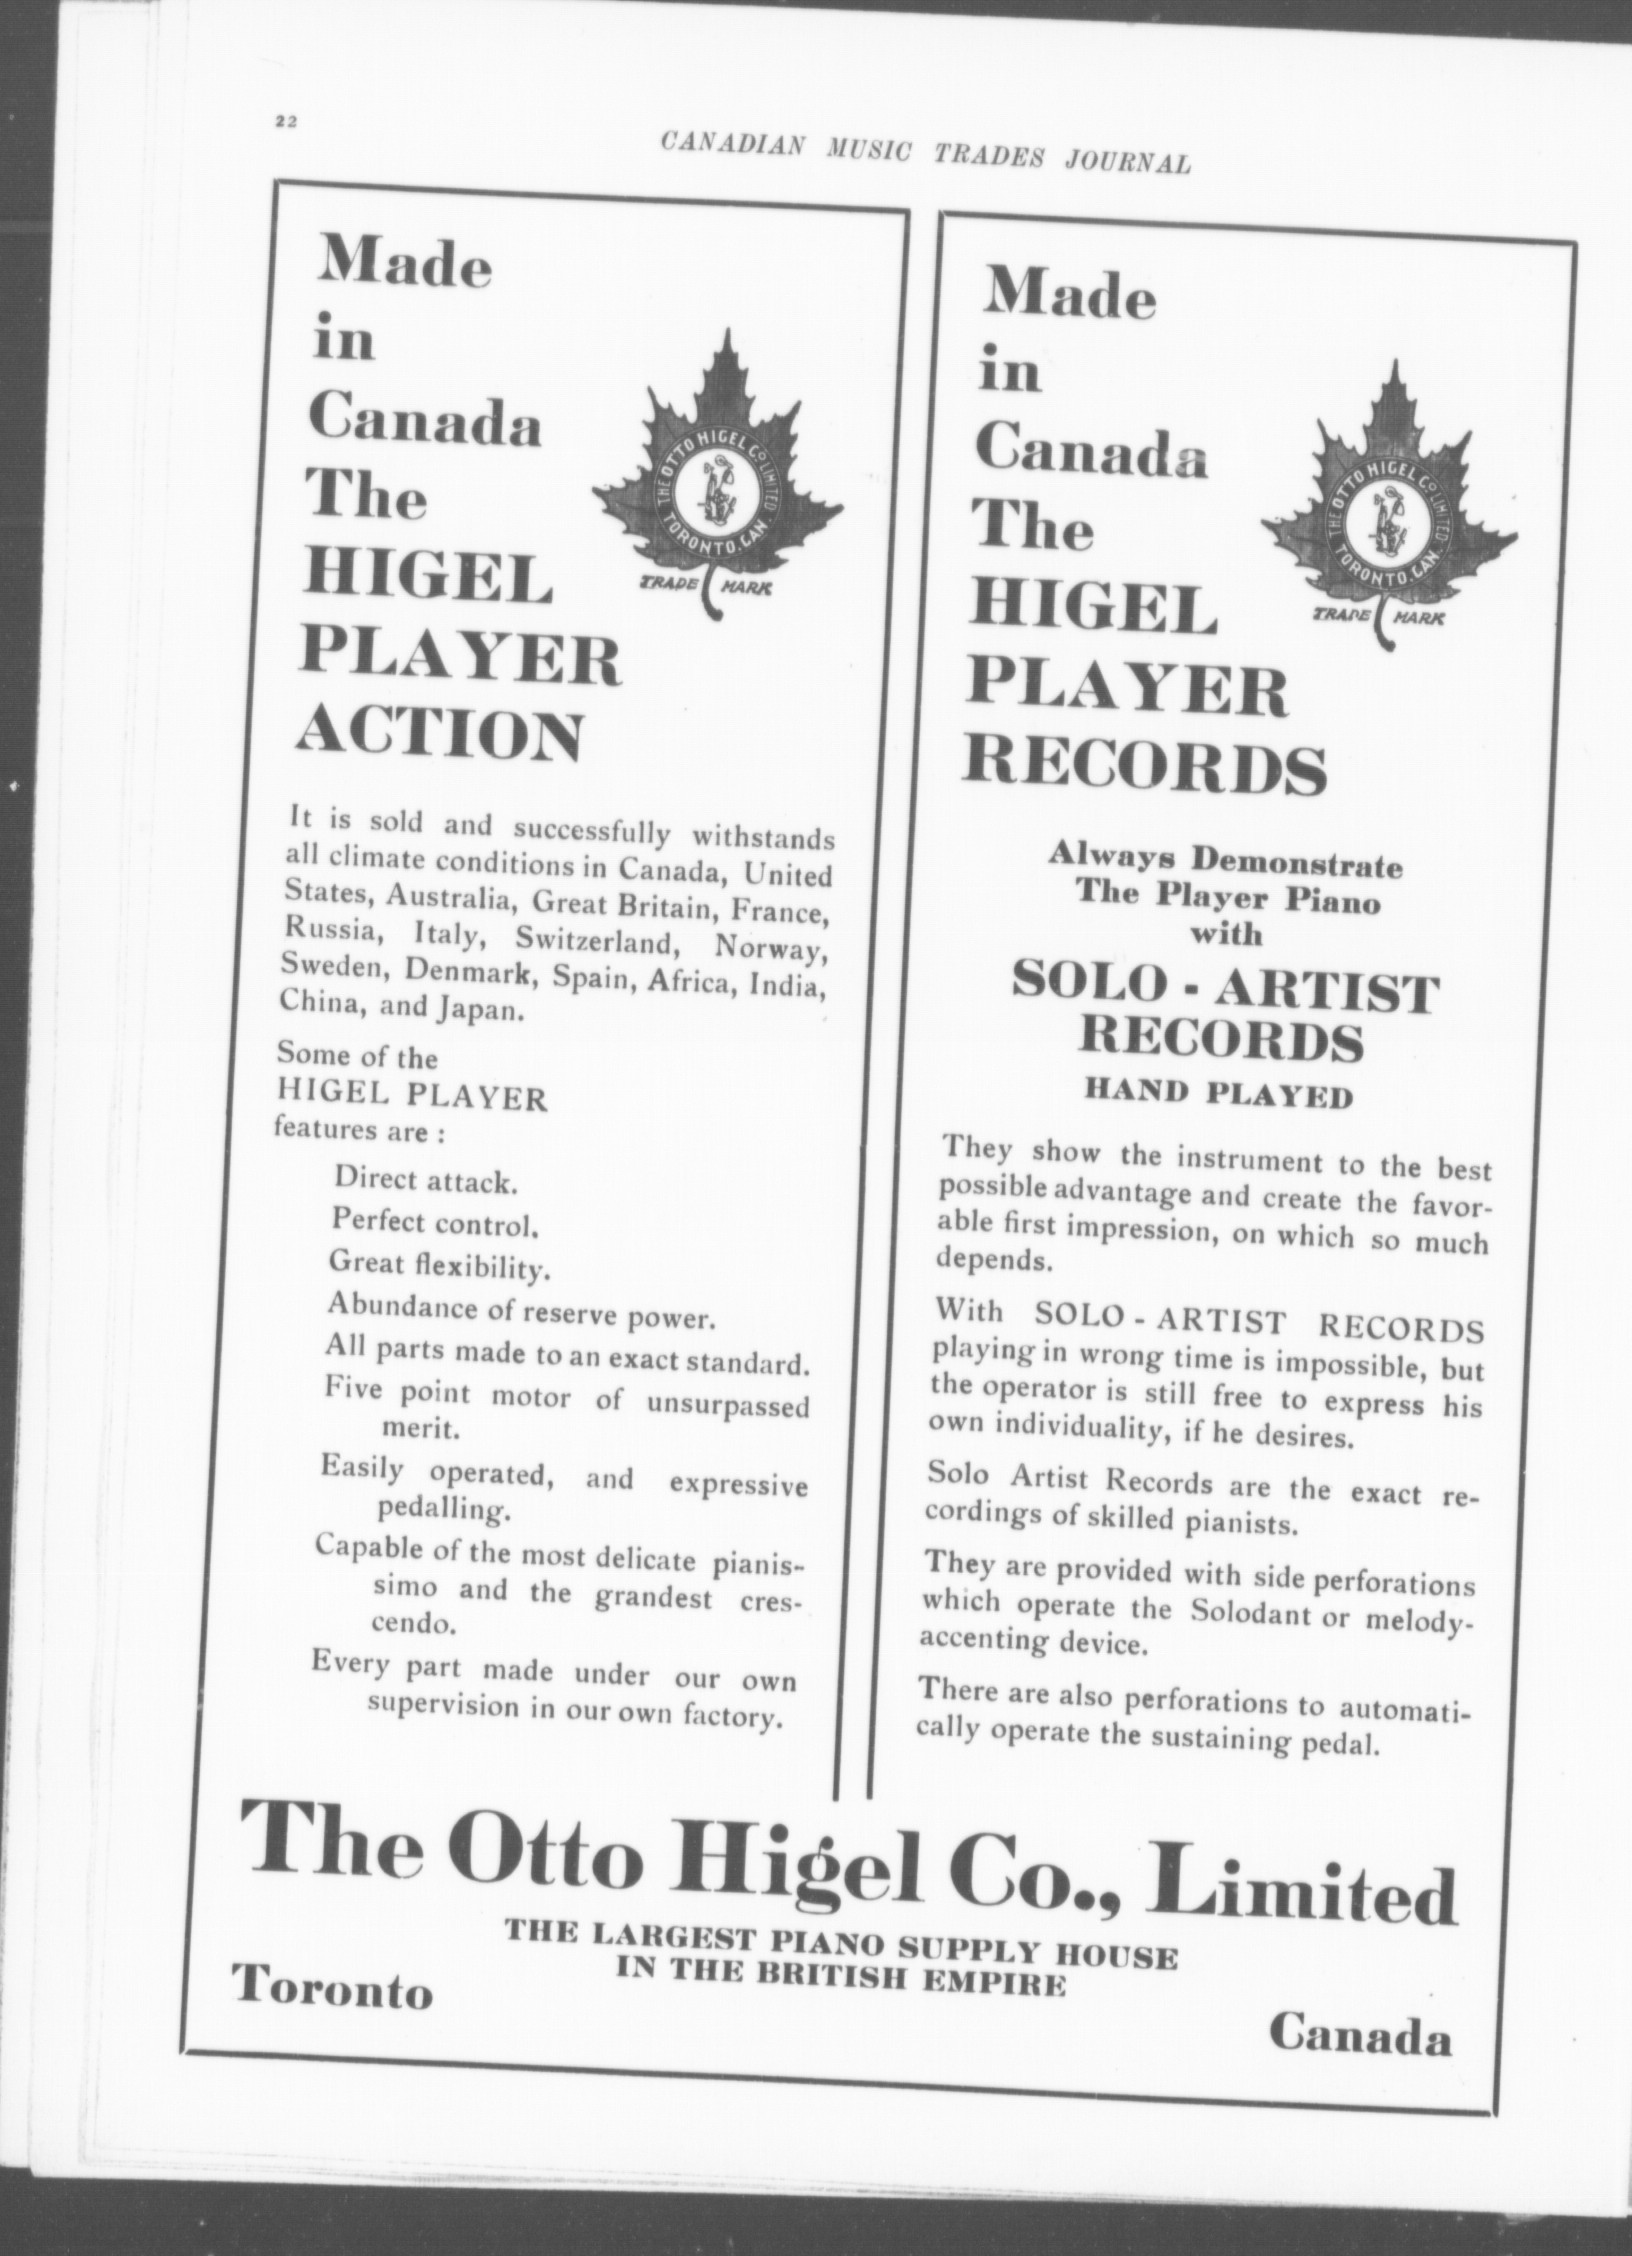 22
CANADIAN MUSIC TRADES JOURNAL
Made
in
Canada
The
HIGEL
PLAYER
ACTION
THE OTTO HIGEL CO LIMITED
TORONTO. CAN.
TRADE MARK
It is sold and successfully withstands
all climate conditions in Canada, United
States, Australia, Great Britain, France,
Russia, Italy, Switzerland, Norway,
Sweden, Denmark, Spain, Africa, India,
China, and Japan.
Some of the
HIGEL PLAYER
features are :
Direct attack.
Perfect control.
Great flexibility.
Abundance of reserve power.
All parts made to an exact standard.
Five point motor of unsurpassed
merit.
Easily operated, and expressive
pedalling.
Capable of the most delicate pianis-
simo and the grandest cres-
cendo.
Every part made under our own
supervision in our own factory.
Made
in
Canada
The
HIGEL
PLAYER
RECORDS
THE OTTO HIGEL CO LIMITED
TORONTO. CAN.
TRADE MARK
Always Demonstrate
The Player Piano
with
SOLO - ARTIST
RECORDS
HAND PLAYED
They show the instrument to the best
possible advantage and create the favor-
able first impression, on which so much
depends.
With SOLO - ARTIST RECORDS
playing in wrong time is impossible, but
the operator is still free to express his
own individuality, if he desires.
Solo Artist Records are the exact re-
cordings of skilled pianists.
They are provided with side perforations
which operate the Solodant or melody-
accenting device.
There are also perforations to automati-
cally operate the sustaining pedal.
The Otto Higel Co., Limited
THE LARGEST PIANO SUPPLY HOUSE
IN THE BRITISH EMPIRE
Toronto
Canada